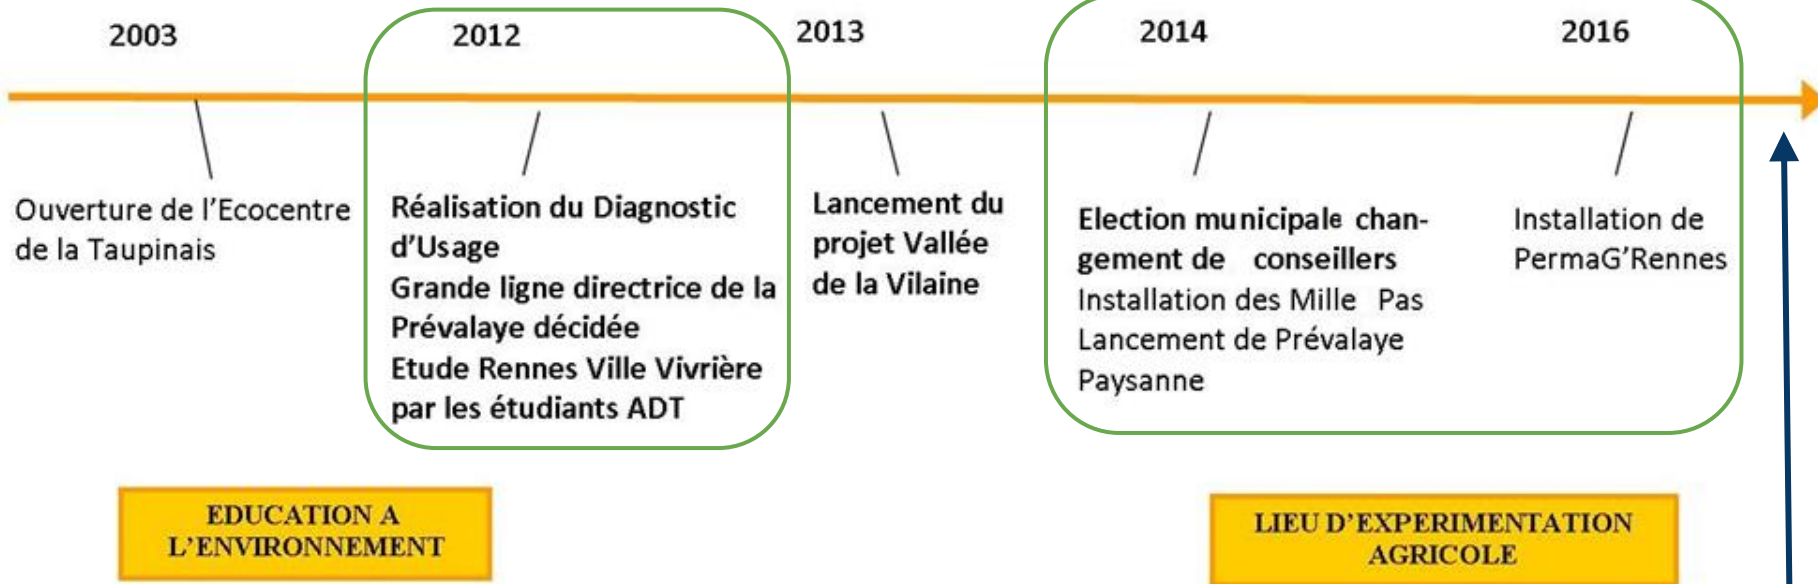 2003
2012
2013
2014
2016
Ouverture de l'Ecocentre
de la Taupinais
Réalisation du Diagnostic
d'Usage
Grande ligne directrice de la
Prévalaye décidée
Etude Rennes Ville Vivrière
par les étudiants ADT
Lancement du
projet Vallée
de la Vilaine
Election municipale chan-
gement de conseillers
Installation des Mille Pas
Lancement de Prévalaye
Paysanne
Installation de
PermaG'Rennes
EDUCATION A
L'ENVIRONNEMENT
LIEU D'EXPERIMENTATION
AGRICOLE